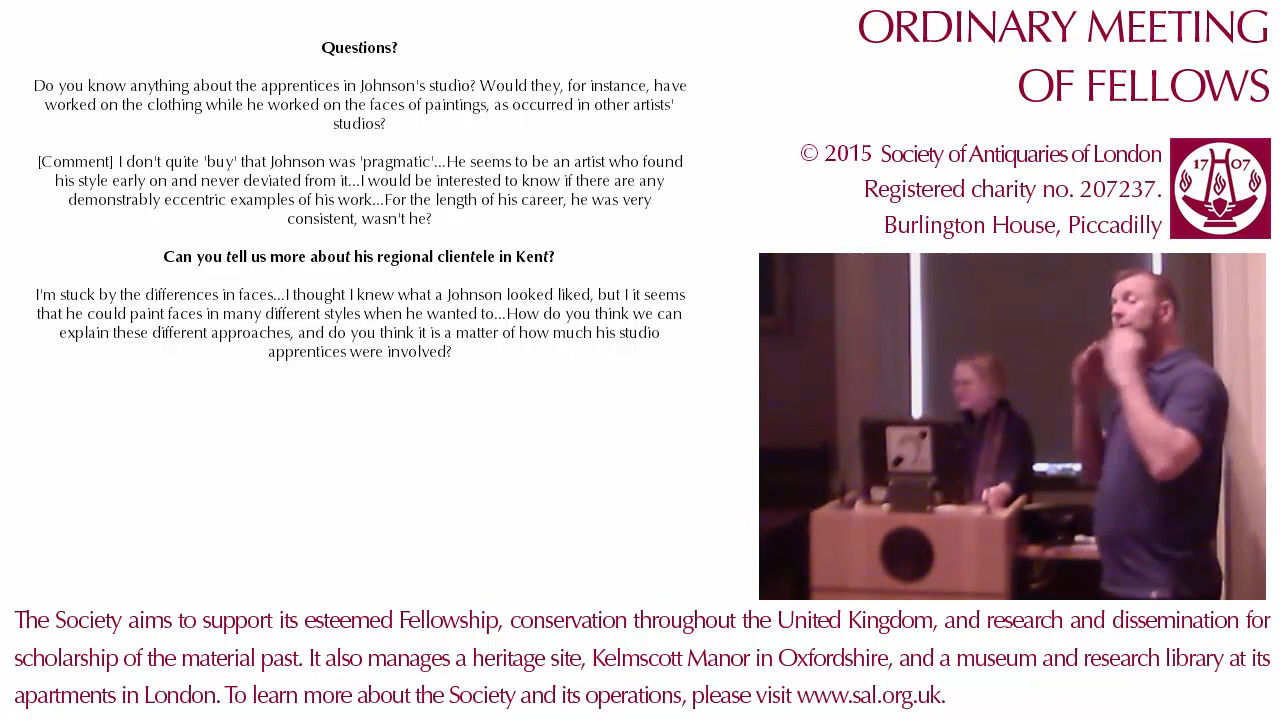 Questions?
Do you know anything about the apprentices in Johnson's studio? Would they, for instance, have
worked on the clothing while he worked on the faces of paintings, as occurred in other artists'
studios?
[Comment] I don't quite 'buy' that Johnson was 'pragmatic'...He seems to be an artist who found
his style early on and never deviated from it...I would be interested to know if there are any
demonstrably eccentric examples of his work...For the length of his career, he was very
consistent, wasn't he?
Can you tell us more about his regional clientele in Kent?
I'm stuck by the differences in faces...I thought I knew what a Johnson looked liked, but I it seems
that he could paint faces in many different styles when he wanted to...How do you think we can
explain these different approaches, and do you think it is a matter of how much his studio
apprentices were involved?
ORDINARY MEETING
OF FELLOWS
© 2015 Society of Antiquaries of London
Registered charity no. 207237.
Burlington House, Piccadilly
17 07
The Society aims to support its esteemed Fellowship, conservation throughout the United Kingdom, and research and dissemination for
scholarship of the material past. It also manages a heritage site, Kelmscott Manor in Oxfordshire, and a museum and research library at its
apartments in London. To learn more about the Society and its operations, please visit www.sal.org.uk.